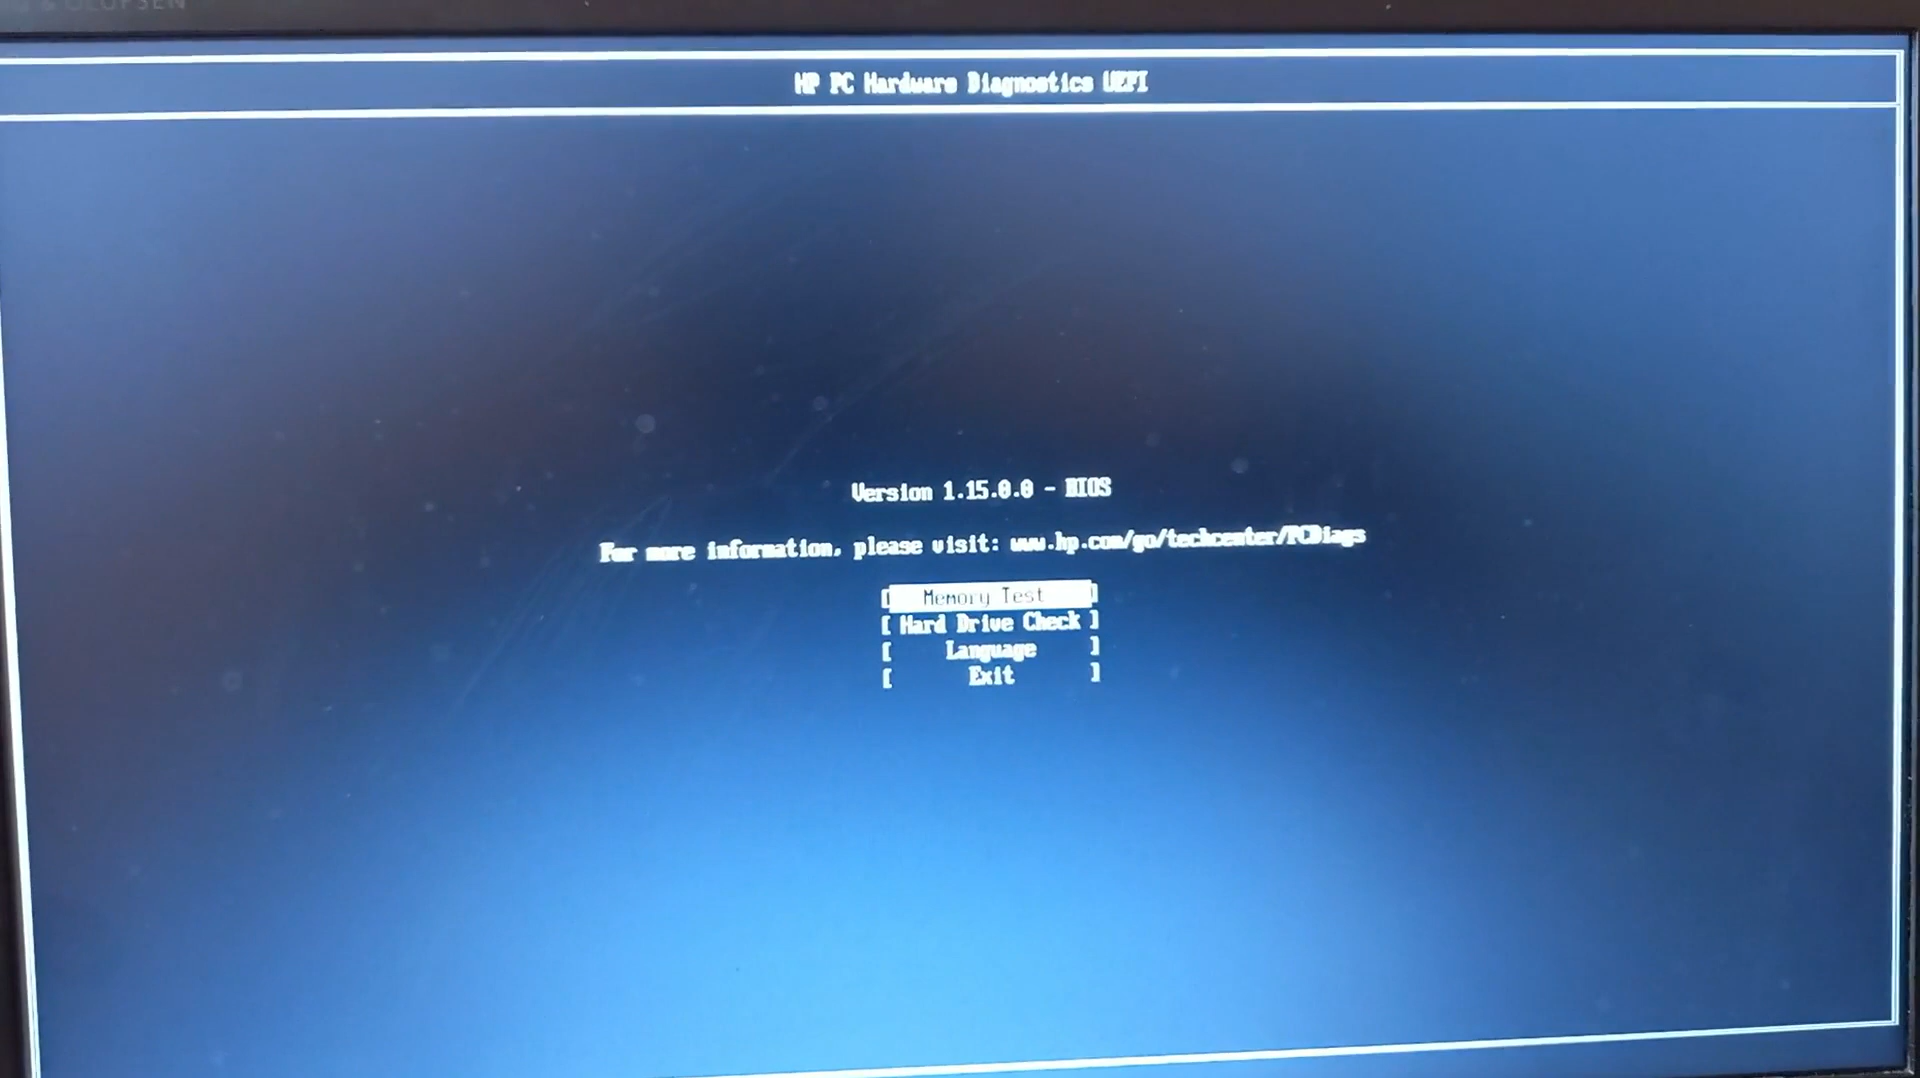 & OLUFSEN
HP PC Hardware Diagnostics UEFI
Version 1.15.0.0 - BIOS
For more information, please visit: www.hp.com/go/techcenter/PCDiags
[ Memory Test ]
[ Hard Drive Check ]
[ Language ]
[ Exit ]